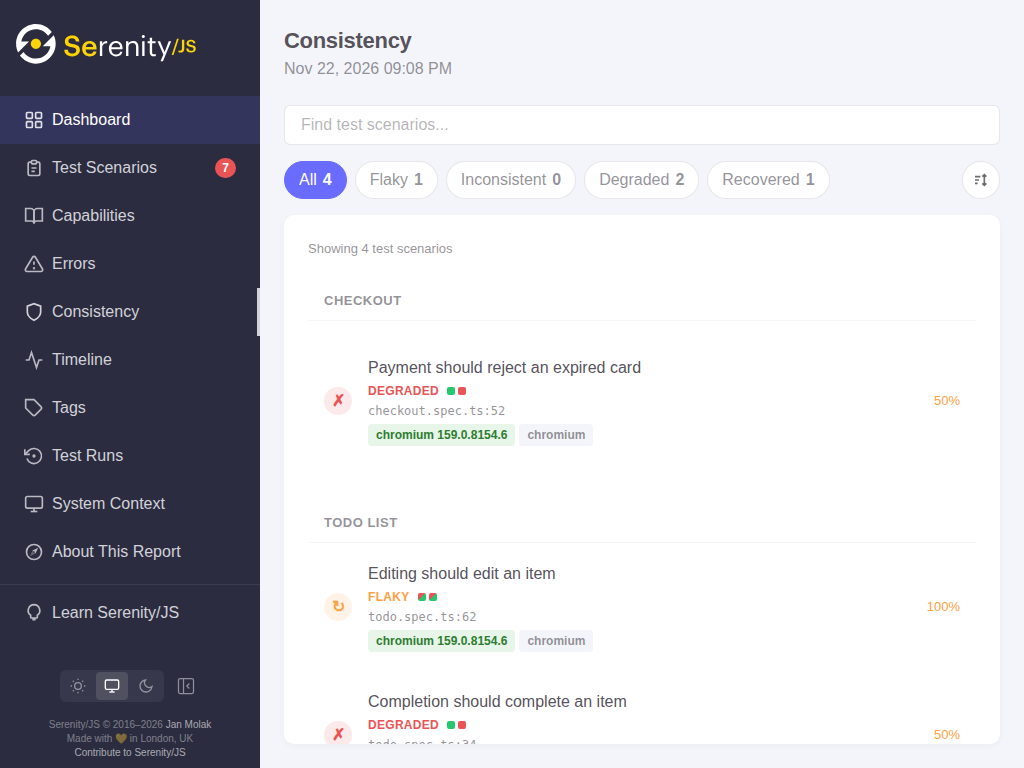 Serenity/JS
Dashboard
Test Scenarios 7
Capabilities
Errors
Consistency
Timeline
Tags
Test Runs
System Context
About This Report
Learn Serenity/JS
Serenity/JS © 2016–2026 Jan Molak
Made with 💛 in London, UK
Contribute to Serenity/JS
Consistency
Nov 22, 2026 09:08 PM
Find test scenarios...
All 4 Flaky 1 Inconsistent 0 Degraded 2 Recovered 1
Showing 4 test scenarios
CHECKOUT
Payment should reject an expired card
DEGRADED
checkout.spec.ts:52
50%
chromium 159.0.8154.6 chromium
TODO LIST
Editing should edit an item
FLAKY
todo.spec.ts:62
100%
chromium 159.0.8154.6 chromium
Completion should complete an item
DEGRADED
todo.spec.ts:34
50%